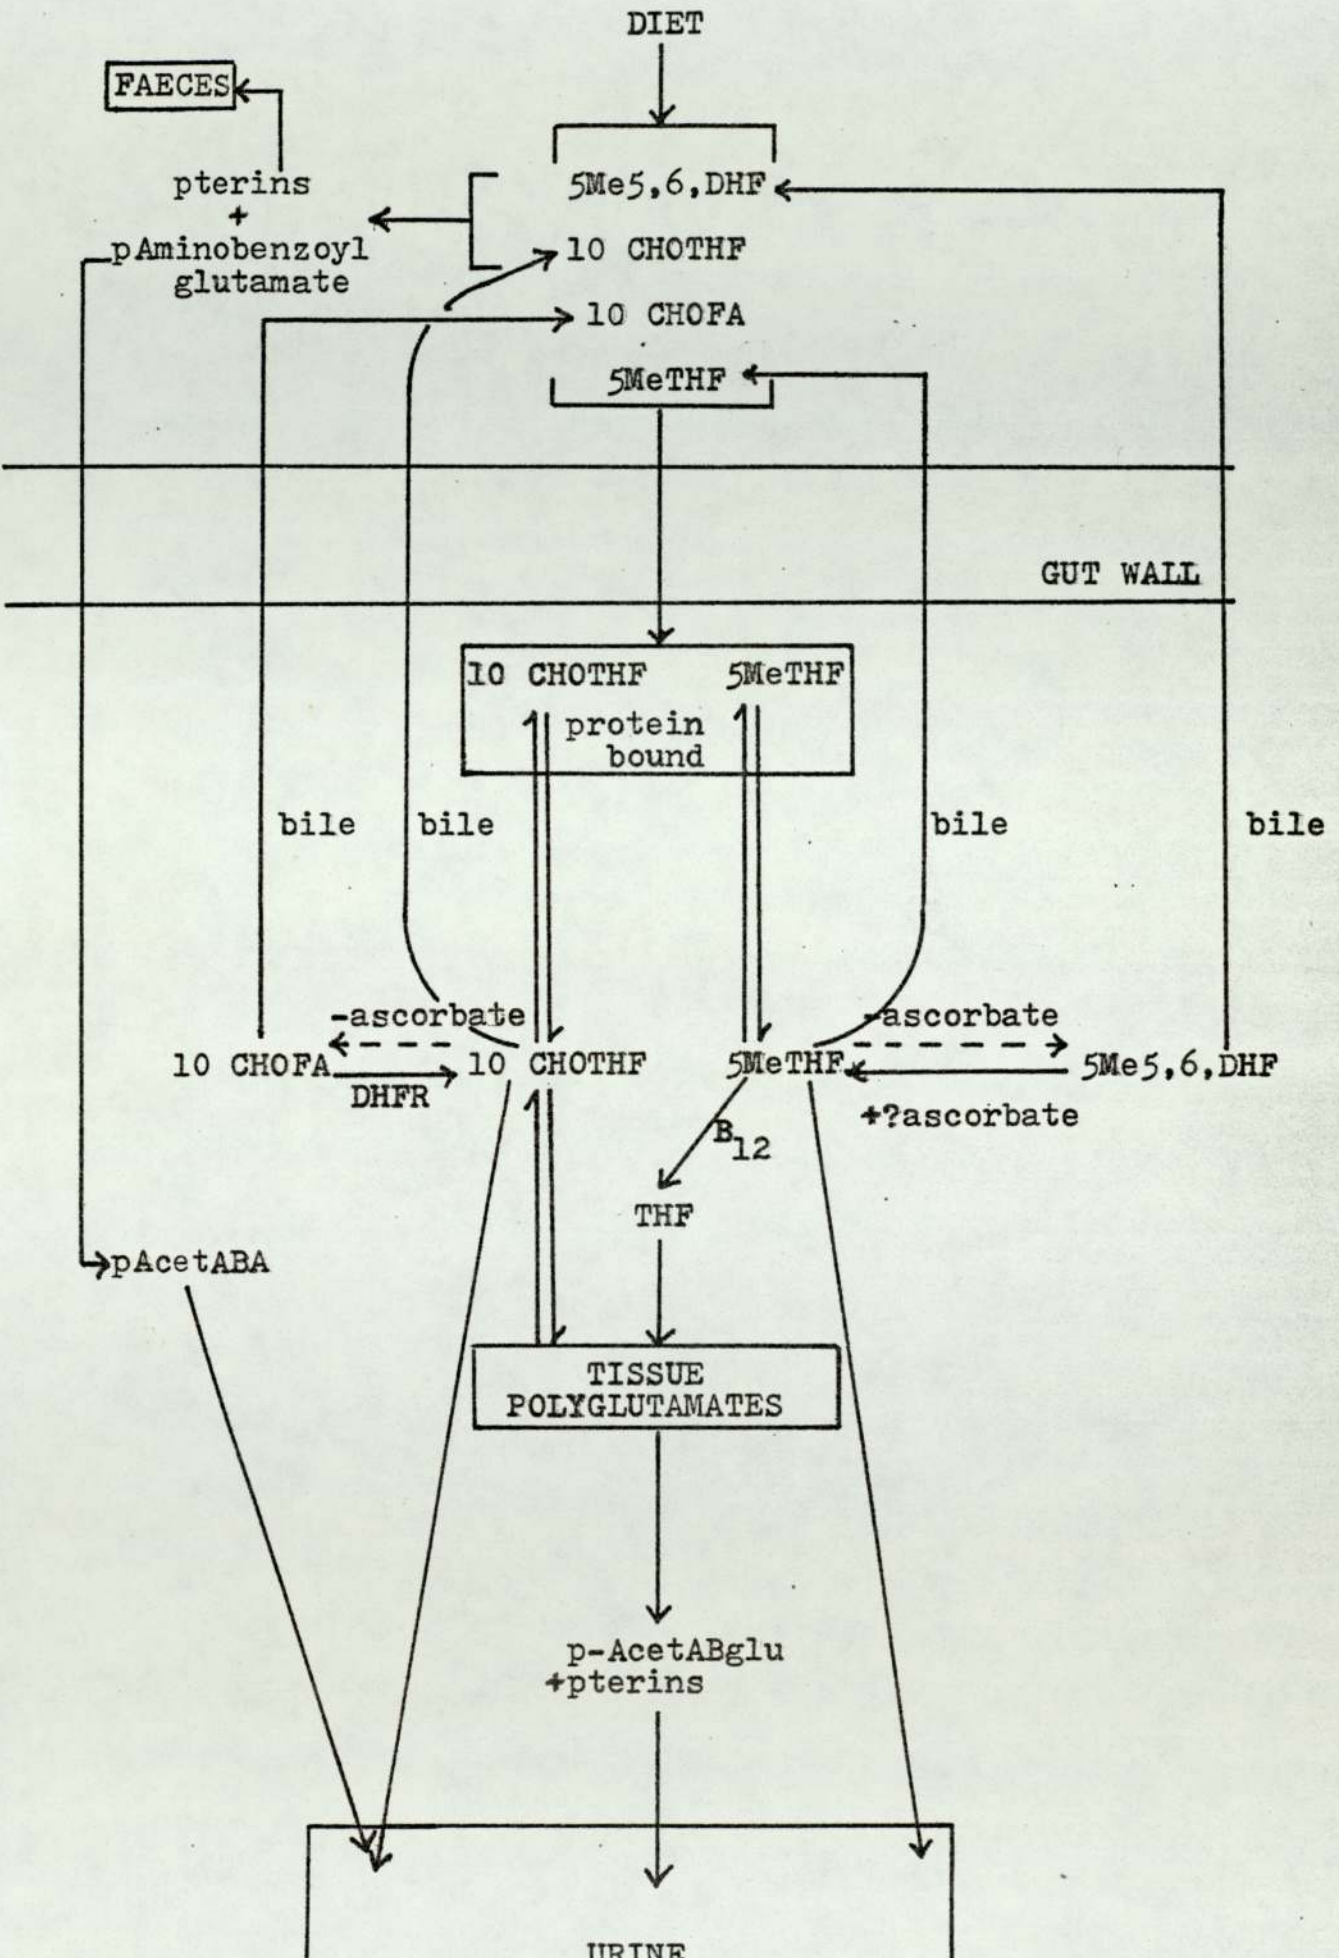 DIET
FAECES
pterins
+
pAminobenzoyl
glutamate
5Me5,6,DHF
10 CHOTHF
10 CHOFA
5MeTHF
GUT WALL
10 CHOTHF 5MeTHF
protein
bound
bile bile bile bile
-ascorbate -ascorbate
10 CHOFA 10 CHOTHF 5MeTHF 5Me5,6,DHF
DHFR +?ascorbate
B12
THF
pAcetABA
TISSUE
POLYGLUTAMATES
p-AcetABglu
+pterins
URINE